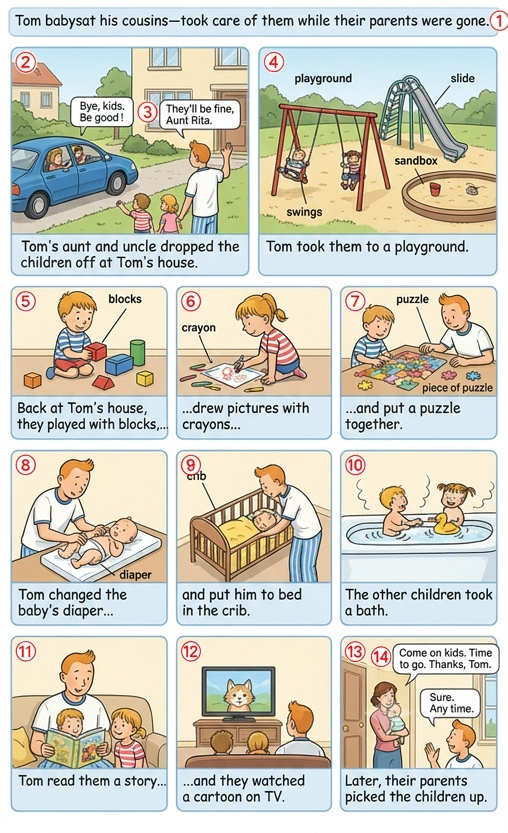 Tom babysat his cousins—took care of them while their parents were gone. 1
2
Bye, kids.
Be good!
3
They'll be fine,
Aunt Rita.
Tom's aunt and uncle dropped the
children off at Tom's house.
4
playground
slide
sandbox
swings
Tom took them to a playground.
5
blocks
Back at Tom's house,
they played with blocks,...
6
crayon
...drew pictures with
crayons...
7
puzzle
piece of puzzle
...and put a puzzle
together.
8
diaper
Tom changed the
baby's diaper...
9
crib
and put him to bed
in the crib.
10
The other children took
a bath.
11
Tom read them a story...
12
...and they watched
a cartoon on TV.
13
14
Come on kids. Time
to go. Thanks, Tom.
Sure.
Any time.
Later, their parents
picked the children up.